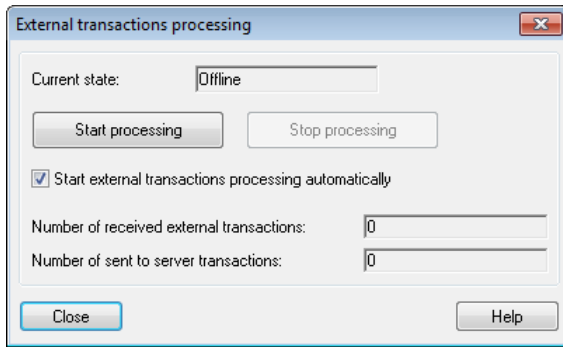 External transactions processing
Current state: Offline
Start processing Stop processing
Start external transactions processing automatically
Number of received external transactions: 0
Number of sent to server transactions: 0
Close Help